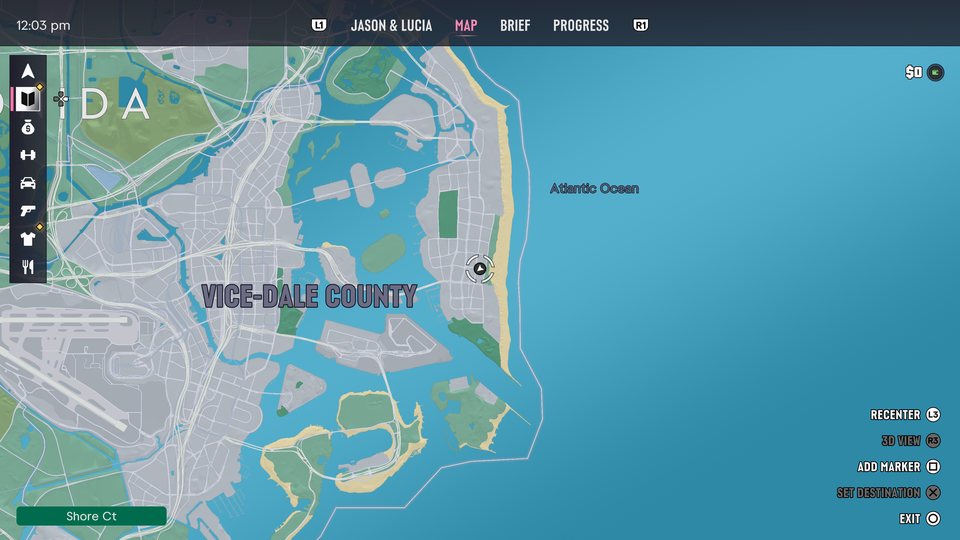 12:03 pm
L1 JASON & LUCIA MAP BRIEF PROGRESS R1
$0
IDA
Atlantic Ocean
VICE-DALE COUNTY
RECENTER L3
3D VIEW R3
ADD MARKER
SET DESTINATION
EXIT
Shore Ct